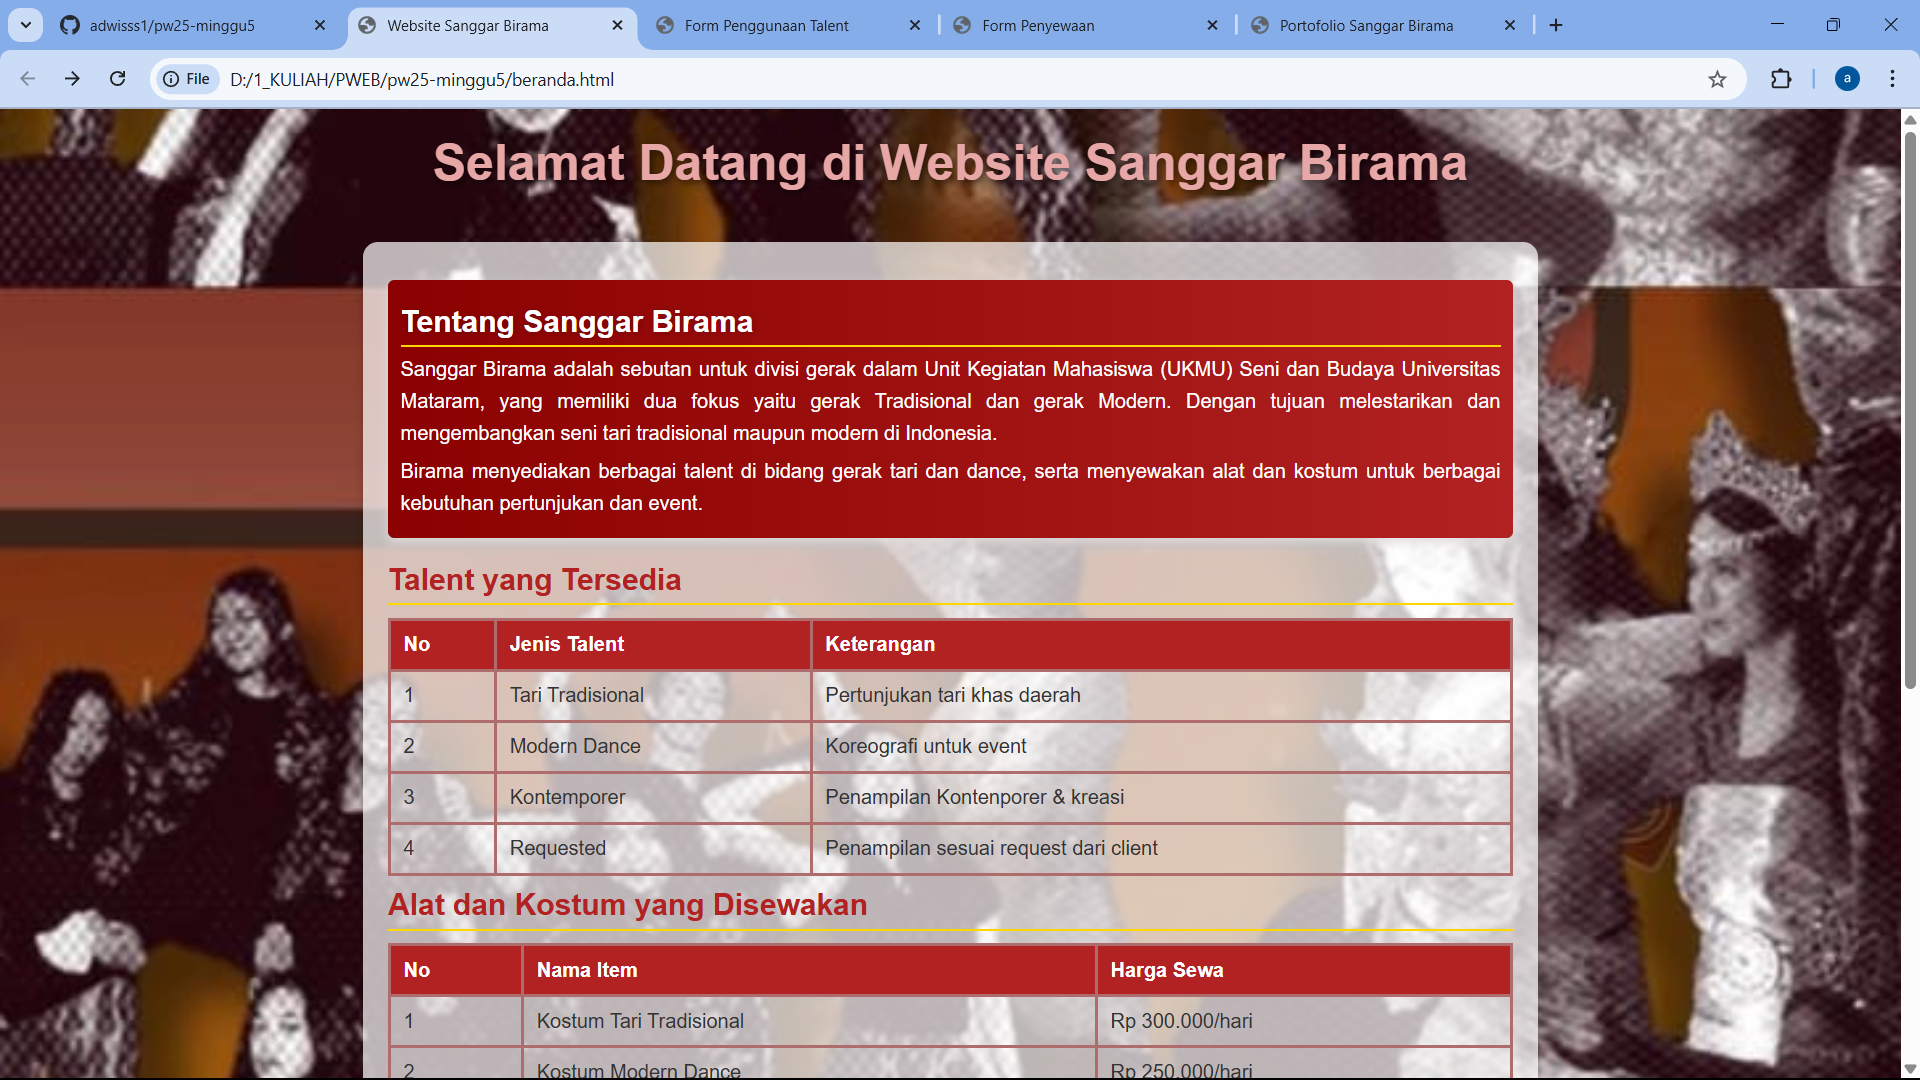 adwisss1/pw25-minggu5
Website Sanggar Birama
Form Penggunaan Talent
Form Penyewaan
Portofolio Sanggar Birama
File
D:/1_KULIAH/PWEB/pw25-minggu5/beranda.html
a
Selamat Datang di Website Sanggar Birama
Tentang Sanggar Birama
Sanggar Birama adalah sebutan untuk divisi gerak dalam Unit Kegiatan Mahasiswa (UKMU) Seni dan Budaya Universitas
Mataram, yang memiliki dua fokus yaitu gerak Tradisional dan gerak Modern. Dengan tujuan melestarikan dan
mengembangkan seni tari tradisional maupun modern di Indonesia.
Birama menyediakan berbagai talent di bidang gerak tari dan dance, serta menyewakan alat dan kostum untuk berbagai
kebutuhan pertunjukan dan event.
Talent yang Tersedia
No Jenis Talent Keterangan
1 Tari Tradisional Pertunjukan tari khas daerah
2 Modern Dance Koreografi untuk event
3 Kontemporer Penampilan Kontenporer & kreasi
4 Requested Penampilan sesuai request dari client
Alat dan Kostum yang Disewakan
No Nama Item Harga Sewa
1 Kostum Tari Tradisional Rp 300.000/hari
2 Kostum Modern Dance Rp 250.000/hari